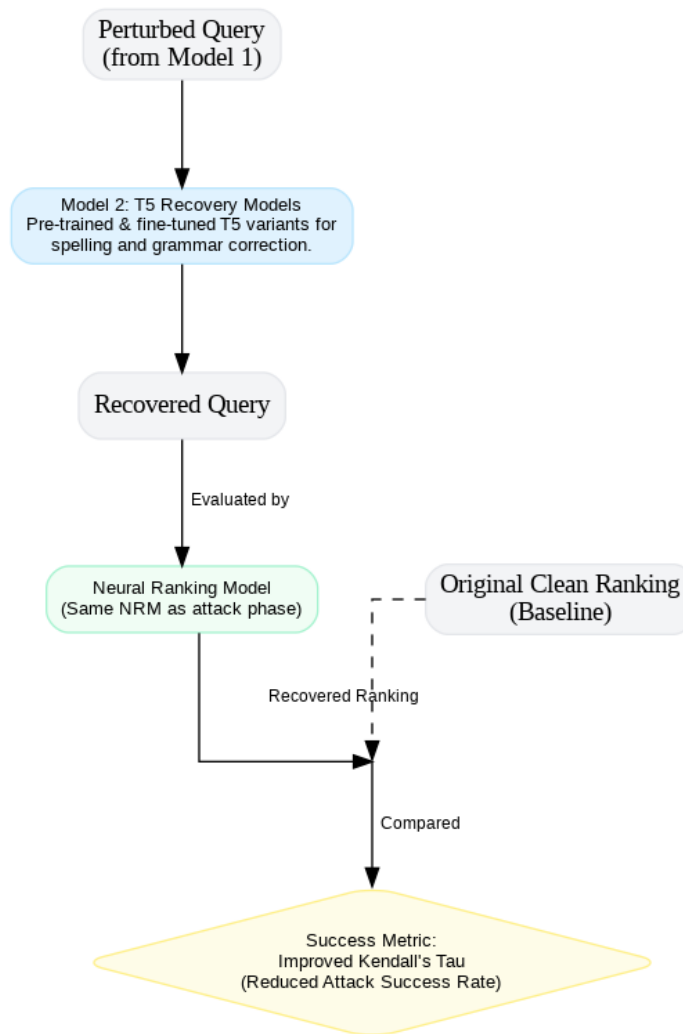 Perturbed Query
(from Model 1)
Model 2: T5 Recovery Models
Pre-trained & fine-tuned T5 variants for
spelling and grammar correction.
Recovered Query
Evaluated by
Neural Ranking Model
(Same NRM as attack phase)
Original Clean Ranking
(Baseline)
Recovered Ranking
Compared
Success Metric:
Improved Kendall's Tau
(Reduced Attack Success Rate)